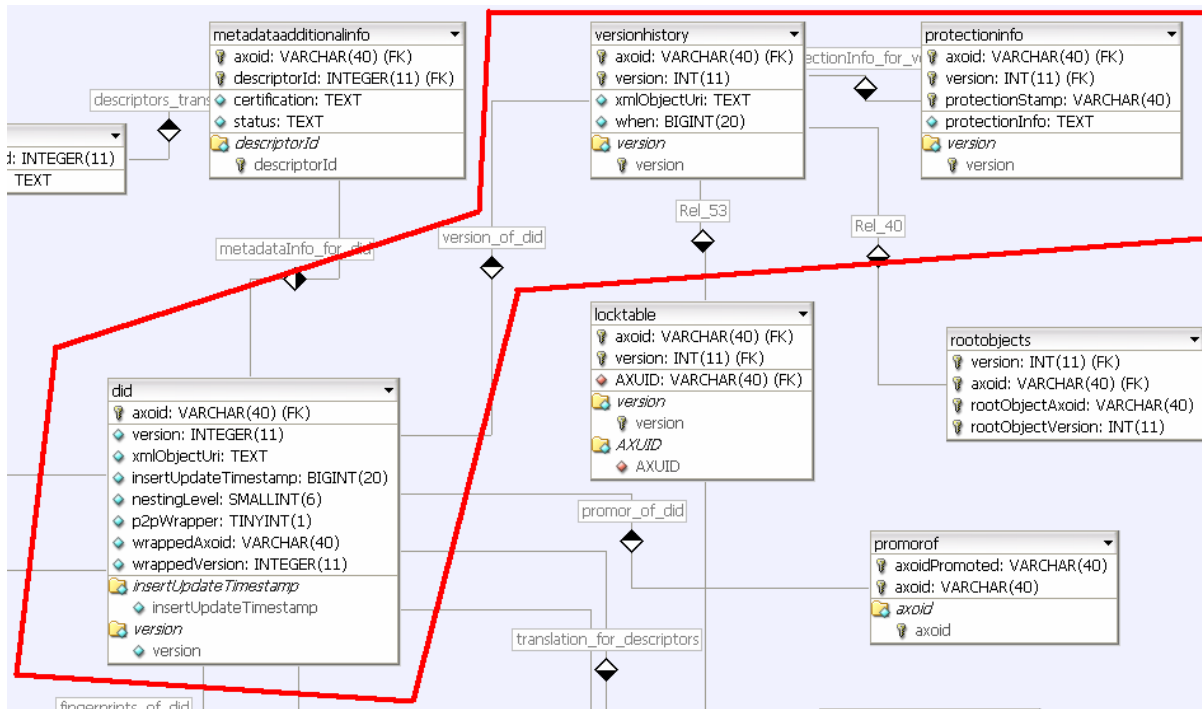 metadataadditionalinfo
axoid: VARCHAR(40) (FK)
descriptorId: INTEGER(11) (FK)
certification: TEXT
status: TEXT
descriptorId
descriptorId
versionhistory
axoid: VARCHAR(40) (FK)
version: INT(11)
xmlObjectUri: TEXT
when: BIGINT(20)
version
version
protectioninfo
axoid: VARCHAR(40) (FK)
version: INT(11) (FK)
protectionStamp: VARCHAR(40)
protectionInfo: TEXT
version
version
ectionInfo_for_v
descriptors_trans
: INTEGER(11)
TEXT
metadataInfo_for_did
version_of_did
Rel_53
Rel_40
locktable
axoid: VARCHAR(40) (FK)
version: INT(11) (FK)
AXUID: VARCHAR(40) (FK)
version
version
AXUID
AXUID
rootobjects
version: INT(11) (FK)
axoid: VARCHAR(40) (FK)
rootObjectAxoid: VARCHAR(40)
rootObjectVersion: INT(11)
did
axoid: VARCHAR(40) (FK)
version: INTEGER(11)
xmlObjectUri: TEXT
insertUpdateTimestamp: BIGINT(20)
nestingLevel: SMALLINT(6)
p2pWrapper: TINYINT(1)
wrappedAxoid: VARCHAR(40)
wrappedVersion: INTEGER(11)
insertUpdateTimestamp
insertUpdateTimestamp
version
version
promor_of_did
promorof
axoidPromoted: VARCHAR(40)
axoid: VARCHAR(40)
axoid
axoid
translation_for_descriptors
fingerprints_of_did